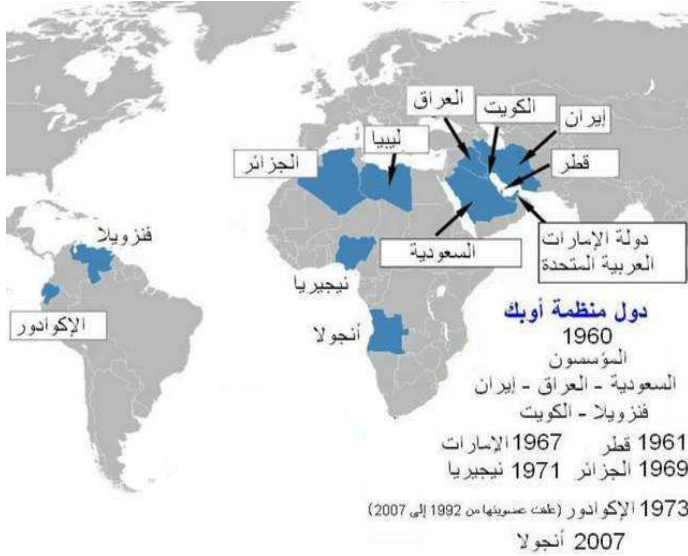 العراق
الكويت
إيران
ليبيا
الجزائر
قطر
السعودية
دولة الإمارات
العربية المتحدة
فنزويلا
نيجيريا
الإكوادور
أنجولا
دول منظمة أوبك
1960
المؤسسون
السعودية - العراق - إيران
فنزويلا - الكويت
1961 قطر 1967 الإمارات
1969 الجزائر 1971 نيجيريا
1973 الإكوادور (علقت عضويتها من 1992 إلى 2007)
2007 أنجولا